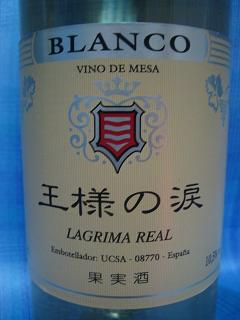 BLANCO
VINO DE MESA
王様の涙
LAGRIMA REAL
Embotellador: UCSA - 08770 - España
果実酒